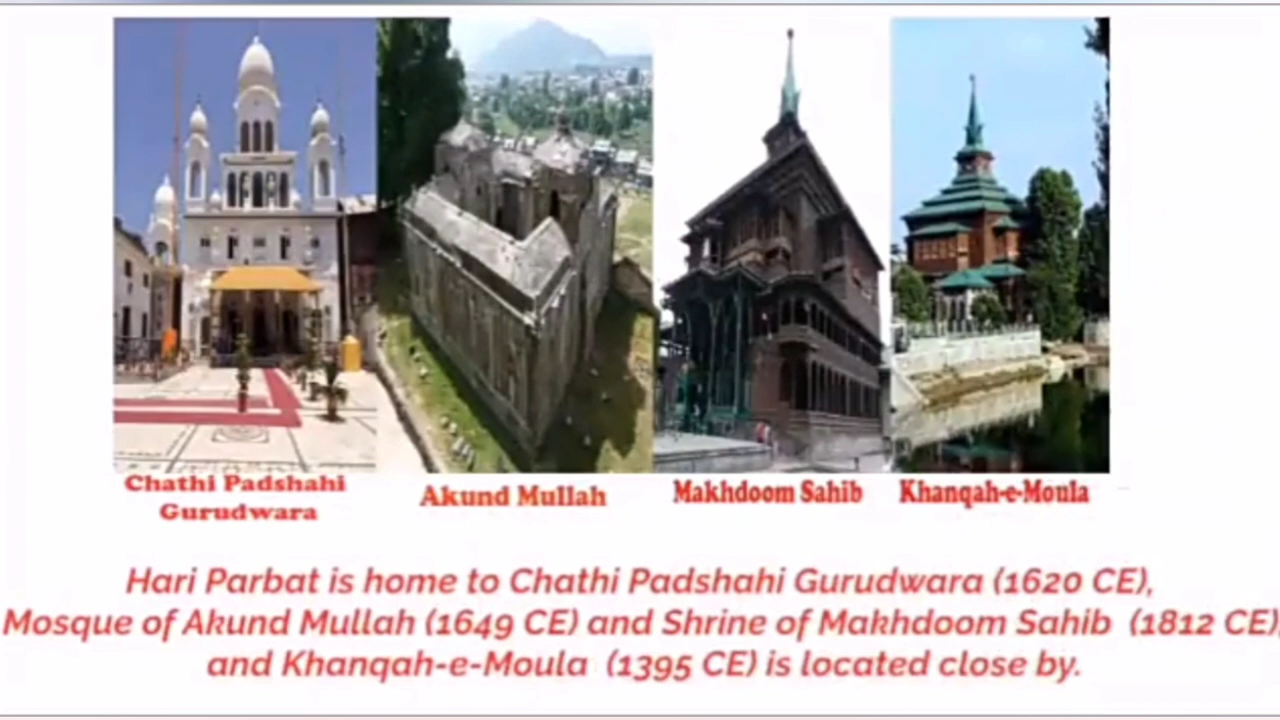 Chathi Padshahi
Gurudwara
Akund Mullah
Makhdoom Sahib
Khanqah-e-Moula
Hari Parbat is home to Chathi Padshahi Gurudwara (1620 CE),
Mosque of Akund Mullah (1649 CE) and Shrine of Makhdoom Sahib (1812 CE),
and Khanqah-e-Moula (1395 CE) is located close by.